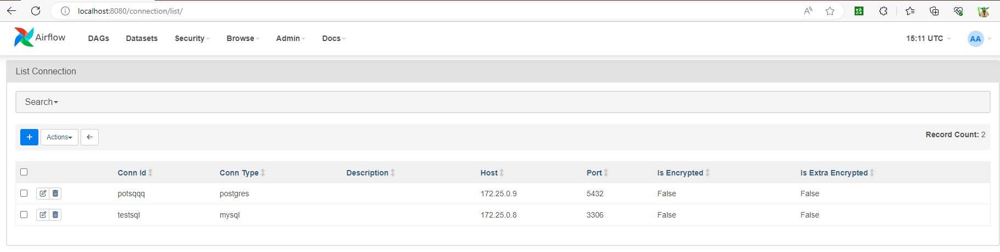 localhost:8080/connection/list/
Airflow DAGs Datasets Security Browse Admin Docs 15:11 UTC AA
List Connection
Search
+ Actions Record Count: 2
Conn Id Conn Type Description Host Port Is Encrypted Is Extra Encrypted
potsqqq postgres 172.25.0.9 5432 False False
testsql mysql 172.25.0.8 3306 False False